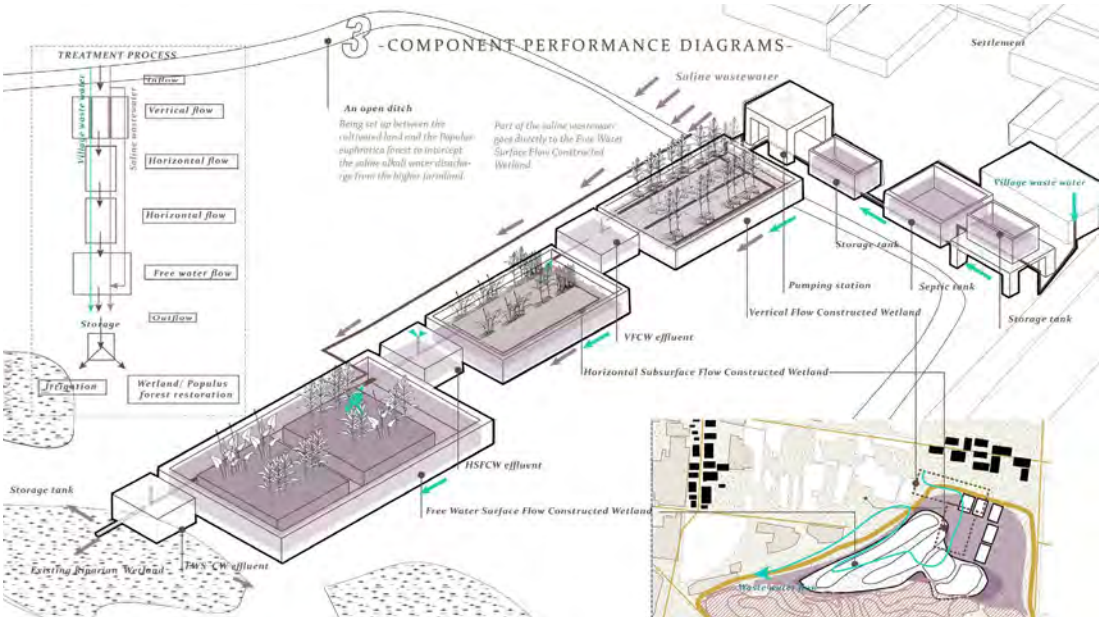 3 -COMPONENT PERFORMANCE DIAGRAMS-
TREATMENT PROCESS
Inflow
Vertical flow
Horizontal flow
Horizontal flow
Free water flow
Outflow
Village waste water
Saline wastewater
Storage
Irrigation
Wetland/ Populus
forest restoration
An open ditch
Being set up between the
cultivated land and the Populus
euphratica forest to intercept
the saline alkali water discha-
rge from the higher farmland.
Part of the saline wastewater
goes directly to the Free Water
Surface Flow Constructed
Wetland.
Saline wastewater
Settlement
Village waste water
Storage tank
Septic tank
Storage tank
Pumping station
Vertical Flow Constructed Wetland
VFCW effluent
Horizontal Subsurface Flow Constructed Wetland
HSFCW effluent
Free Water Surface Flow Constructed Wetland
Storage tank
Existing Riparian Wetland
FWS CW effluent
Waste water flow